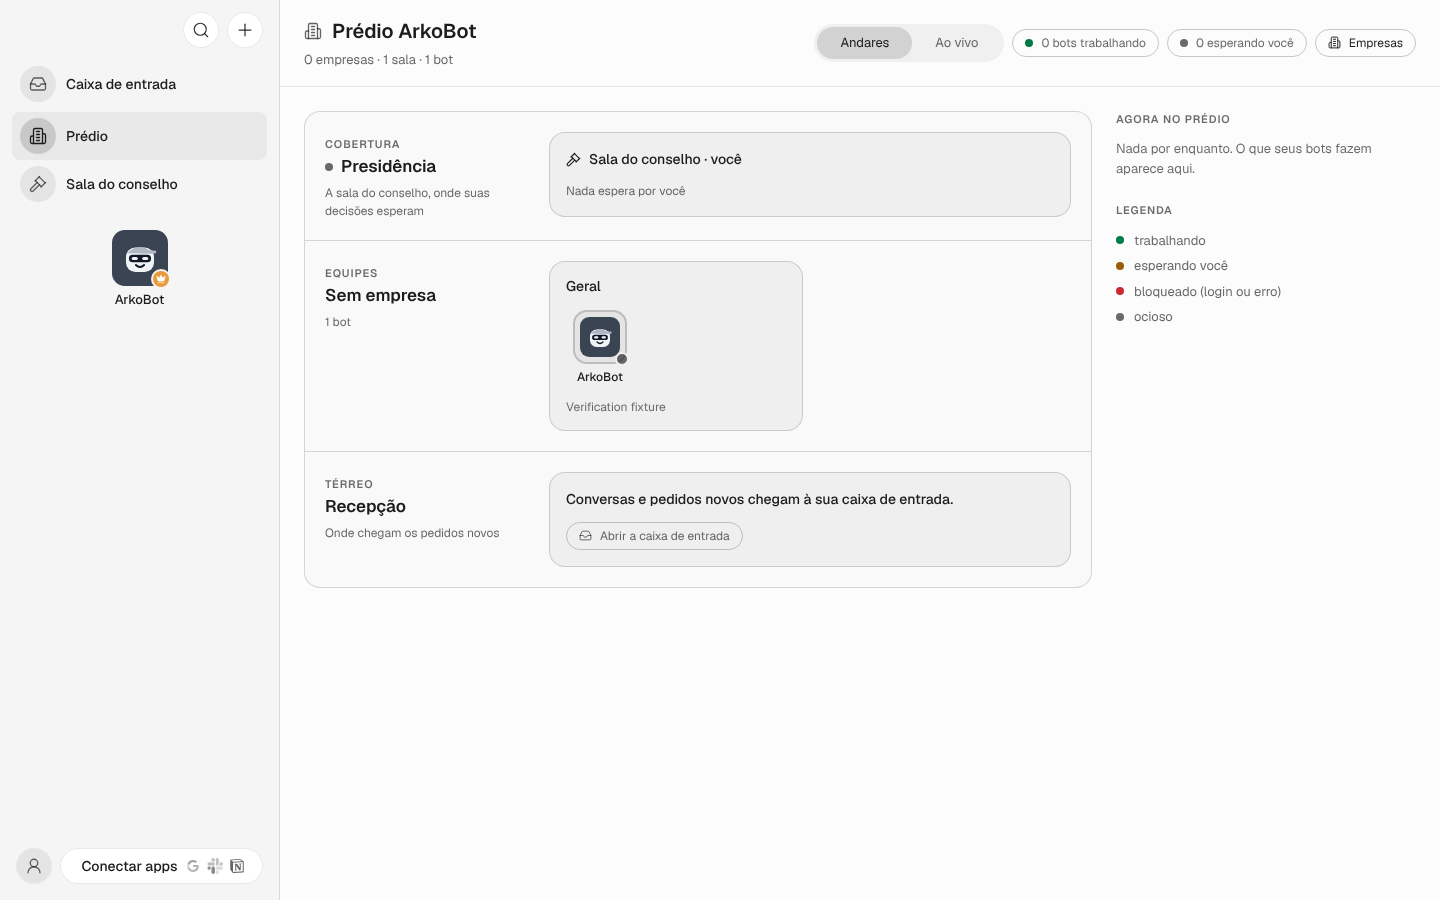 Caixa de entrada
Prédio
Sala do conselho
ArkoBot
Conectar apps
Prédio ArkoBot
0 empresas · 1 sala · 1 bot
Andares
Ao vivo
0 bots trabalhando
0 esperando você
Empresas
COBERTURA
Presidência
A sala do conselho, onde suas
decisões esperam
Sala do conselho · você
Nada espera por você
EQUIPES
Sem empresa
1 bot
Geral
ArkoBot
Verification fixture
TÉRREO
Recepção
Onde chegam os pedidos novos
Conversas e pedidos novos chegam à sua caixa de entrada.
Abrir a caixa de entrada
AGORA NO PRÉDIO
Nada por enquanto. O que seus bots fazem
aparece aqui.
LEGENDA
trabalhando
esperando você
bloqueado (login ou erro)
ocioso